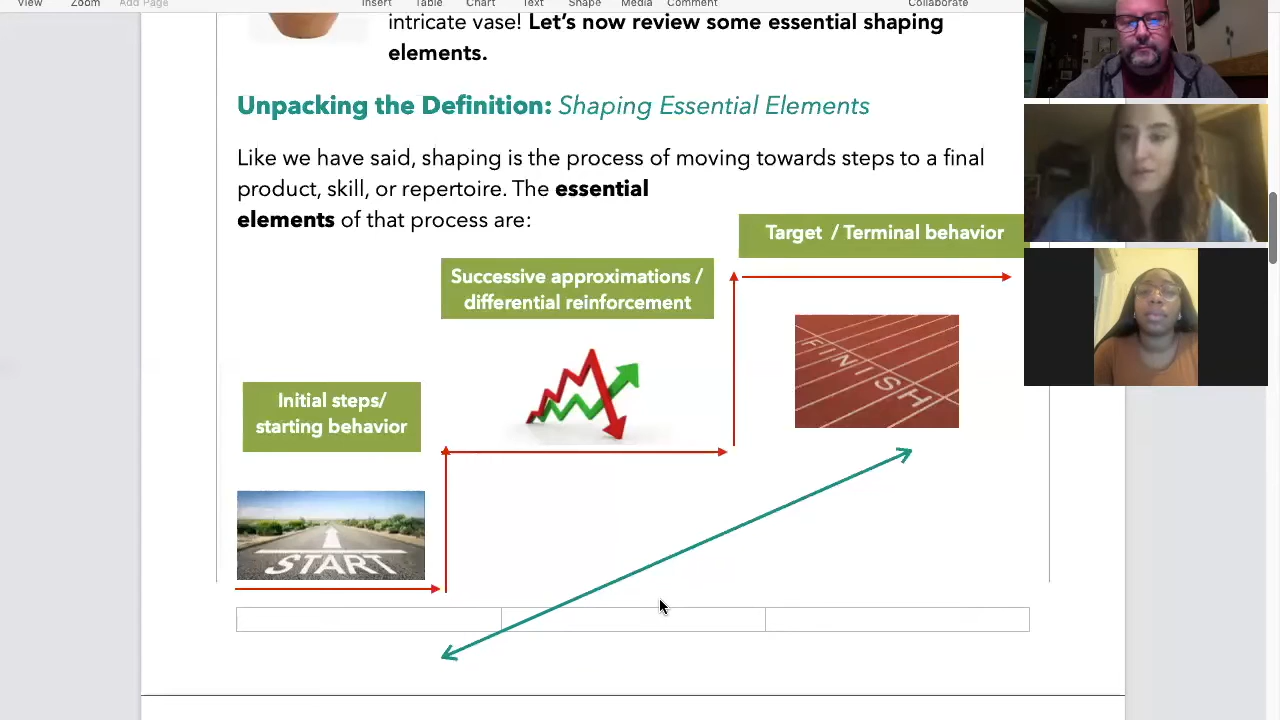 View Zoom Add Page Insert Table Chart Text Shape Media Comment Collaborate
intricate vase! Let's now review some essential shaping
elements.
Unpacking the Definition: Shaping Essential Elements
Like we have said, shaping is the process of moving towards steps to a final
product, skill, or repertoire. The essential
elements of that process are:
Target / Terminal behavior
Successive approximations /
differential reinforcement
FINISH
Initial steps/
starting behavior
START